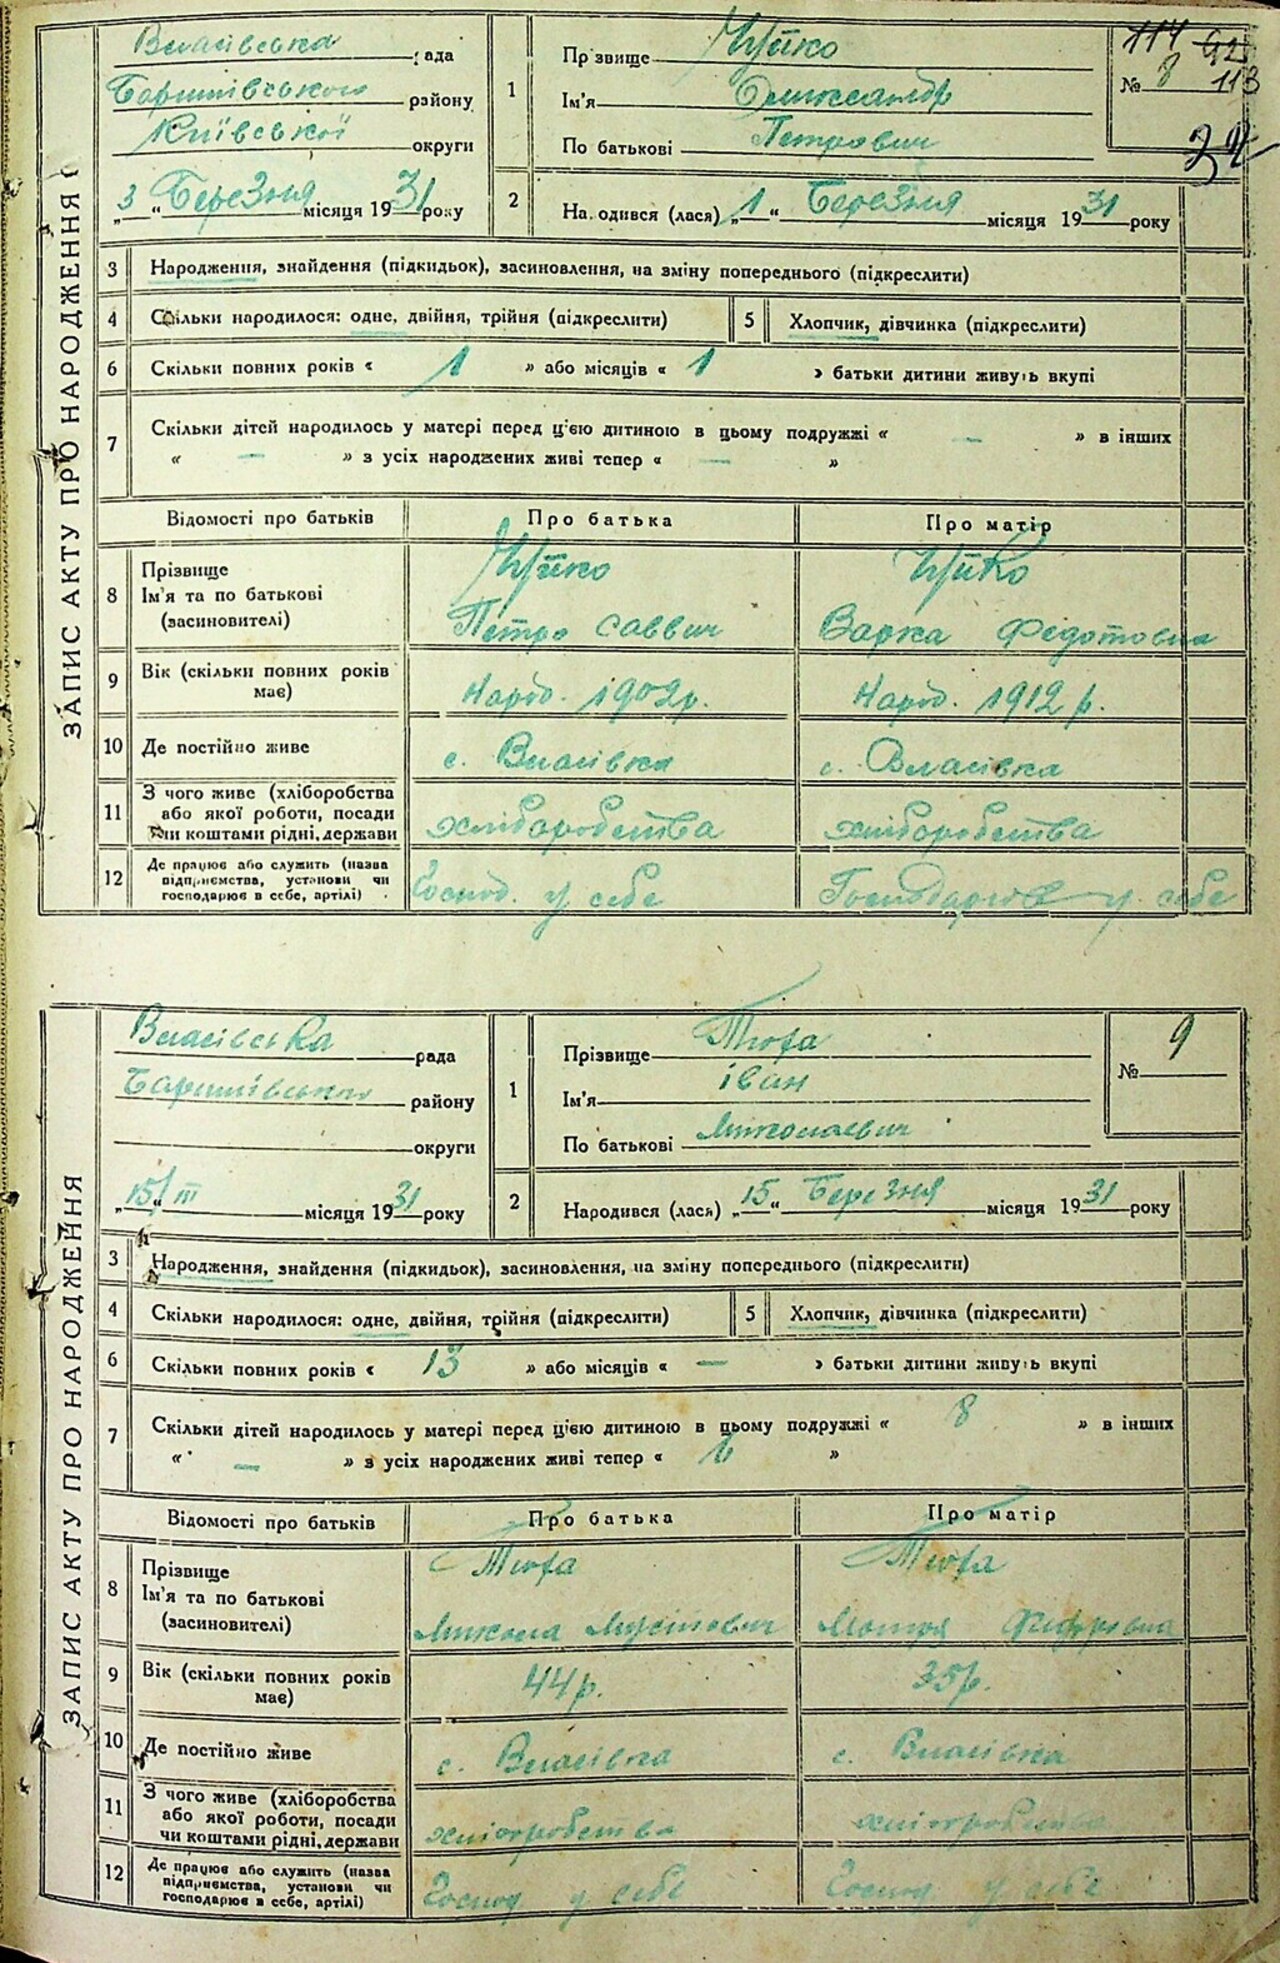 ЗАПИС АКТУ ПРО НАРОДЖЕННЯ
Власівська рада
Баришівського району
Київської округи
„3“ Березня місяця 1931 року
1
Прізвище
Ім'я Олександр
По батькові Петрович
114 92
№ 8 113
2
Народився (лася) „1“ Березня місяця 1931 року
3 Народження, знайдення (підкидьок), засиновлення, на зміну попереднього (підкреслити)
4 Скільки народилося: одне, двійня, трійня (підкреслити) 5 Хлопчик, дівчинка (підкреслити)
6 Скільки повних років « 1 » або місяців « 1 » батьки дитини живуть вкупі
7 Скільки дітей народилось у матері перед цією дитиною в цьому подружжі « — » в інших
« — » з усіх народжених живі тепер « — »
Відомості про батьків Про батька Про матір
8 Прізвище
Ім'я та по батькові
(засиновителі)
Петро Саввич Варка Федотовна
9 Вік (скільки повних років має) Народ. 1902 р. Народ. 1912 р.
10 Де постійно живе с. Власівка с. Власівка
11 З чого живе (хліборобства
або якої роботи, посади
чи коштами рідні, держави
хліборобства хліборобства
12 Де працює або служить (назва
підприємства, установи чи
господарює в себе, артілі)
Господ. у себе Господарює у себе
ЗАПИС АКТУ ПРО НАРОДЖЕННЯ
Власівська рада
Баришівського району
округи
„15“ III місяця 1931 року
1
Прізвище
Ім'я Іван
По батькові Миколаевич
№ 9
2
Народився (лася) „15“ Березня місяця 1931 року
3 Народження, знайдення (підкидьок), засиновлення, на зміну попереднього (підкреслити)
4 Скільки народилося: одне, двійня, трійня (підкреслити) 5 Хлопчик, дівчинка (підкреслити)
6 Скільки повних років « 13 » або місяців « — » батьки дитини живуть вкупі
7 Скільки дітей народилось у матері перед цією дитиною в цьому подружжі « 8 » в інших
« — » з усіх народжених живі тепер « 6 »
Відомості про батьків Про батька Про матір
8 Прізвище
Ім'я та по батькові
(засиновителі)
Микола Мотря
9 Вік (скільки повних років має) 44 р. 35 р.
10 Де постійно живе с. Власівка с. Власівка
11 З чого живе (хліборобства
або якої роботи, посади
чи коштами рідні, держави
12 Де працює або служить (назва
підприємства, установи чи
господарює в себе, артілі)
Господ у себе Господ у себе